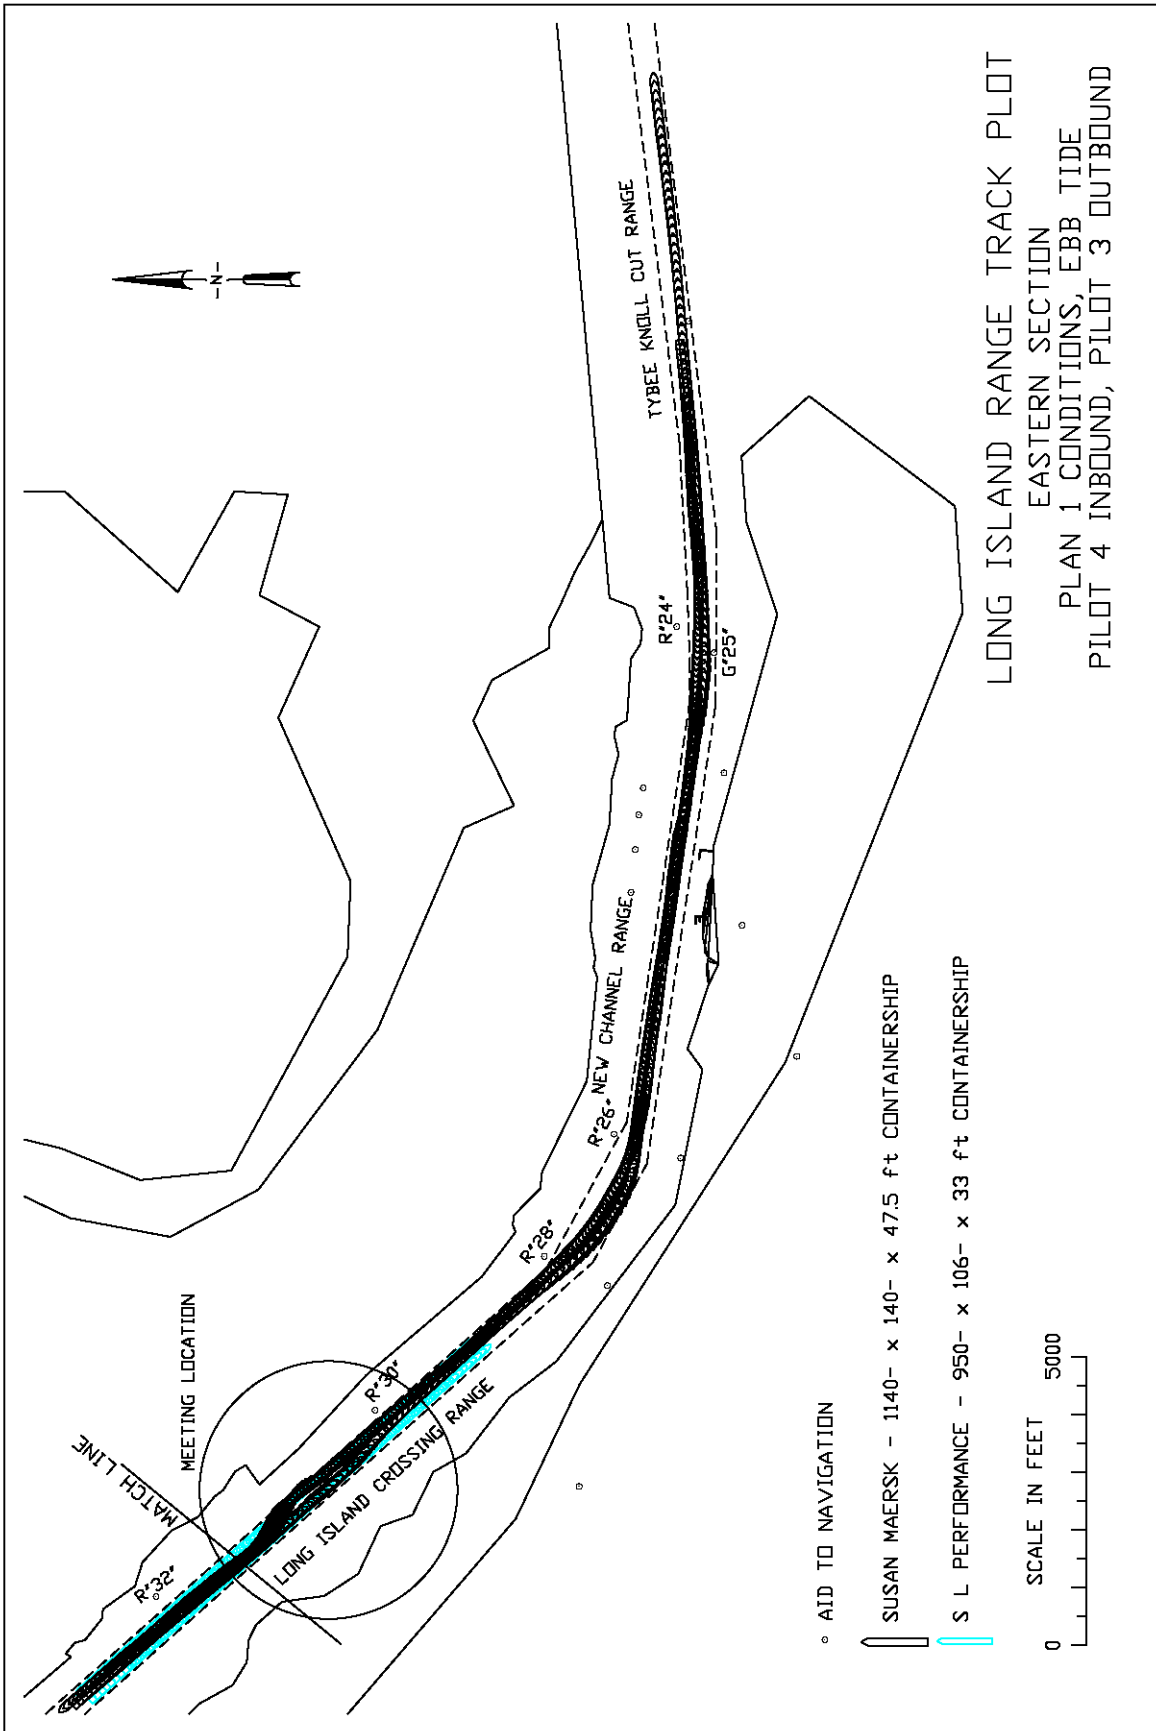 LONG ISLAND RANGE TRACK PLOT
EASTERN SECTION
PLAN 1 CONDITIONS, EBB TIDE
PILOT 4 INBOUND, PILOT 3 OUTBOUND
-N-
TYBEE KNOLL CUT RANGE
R"24"
G"25"
NEW CHANNEL RANGE
R"26"
R"28"
R"30"
R"32"
MEETING LOCATION
MATCH LINE
LONG ISLAND CROSSING RANGE
AID TO NAVIGATION
SUSAN MAERSK - 1140- x 140- x 47.5 ft CONTAINERSHIP
S L PERFORMANCE - 950- x 106- x 33 ft CONTAINERSHIP
SCALE IN FEET
0 5000